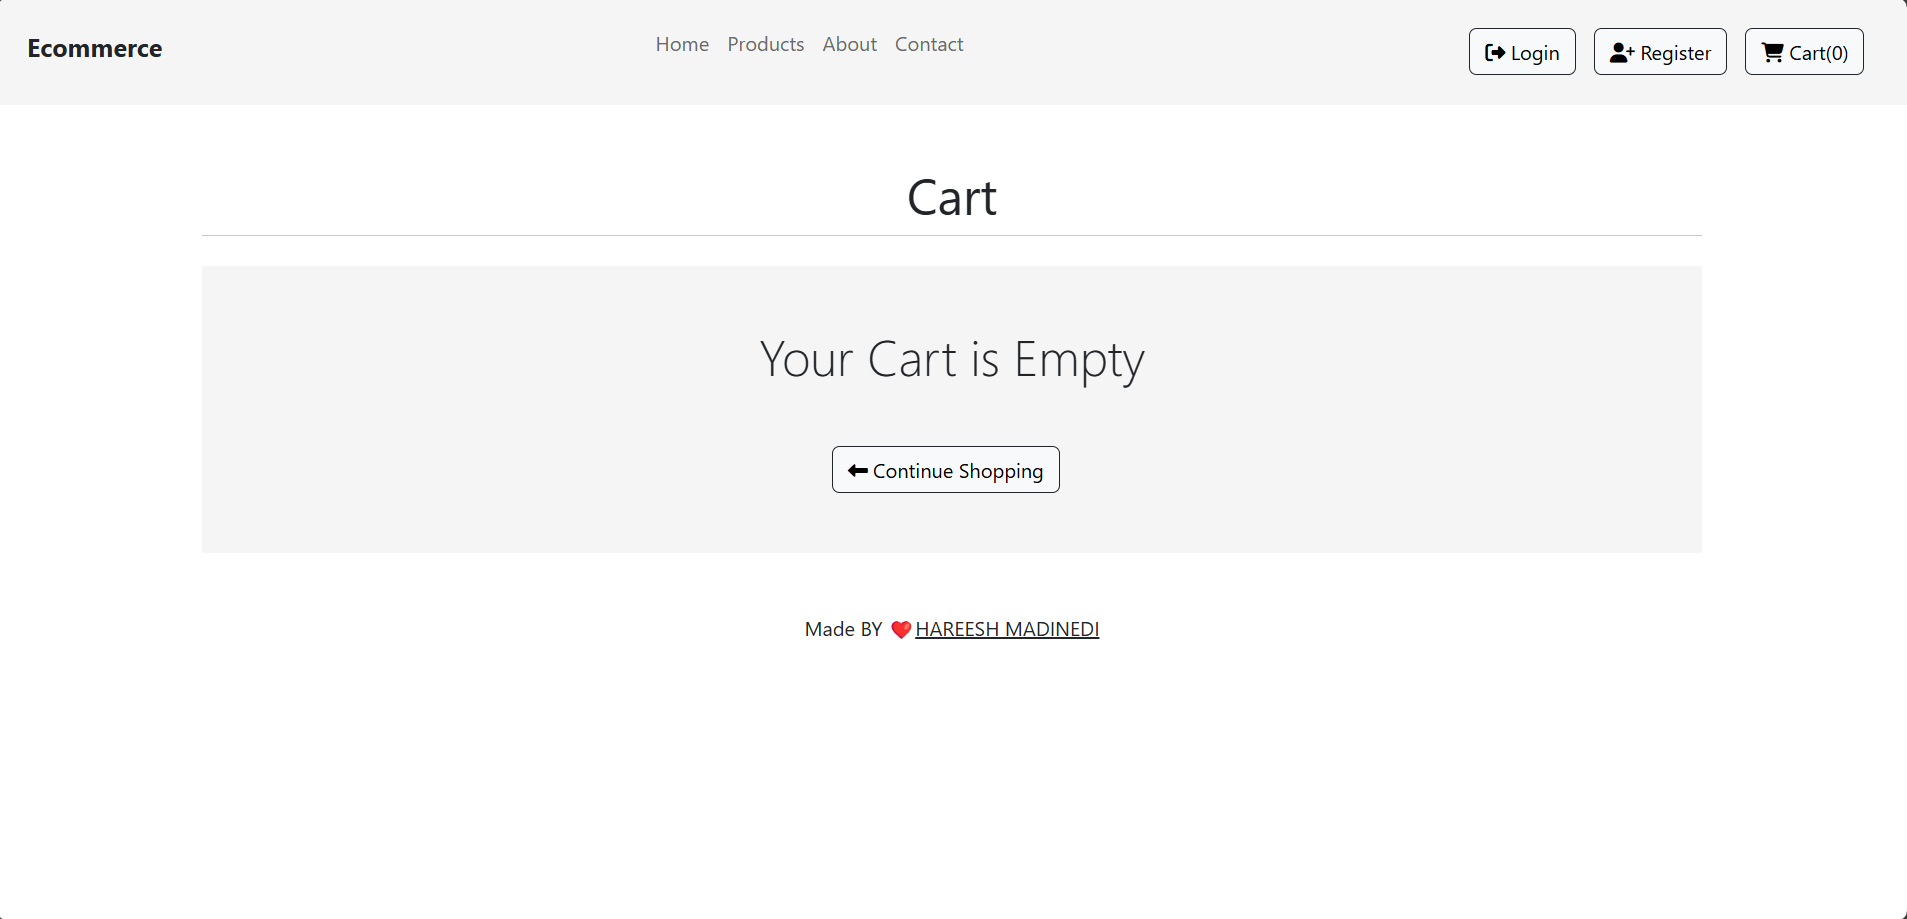 Ecommerce
Home Products About Contact
Login Register Cart(0)
Cart
Your Cart is Empty
Continue Shopping
Made BY ❤️HAREESH MADINEDI